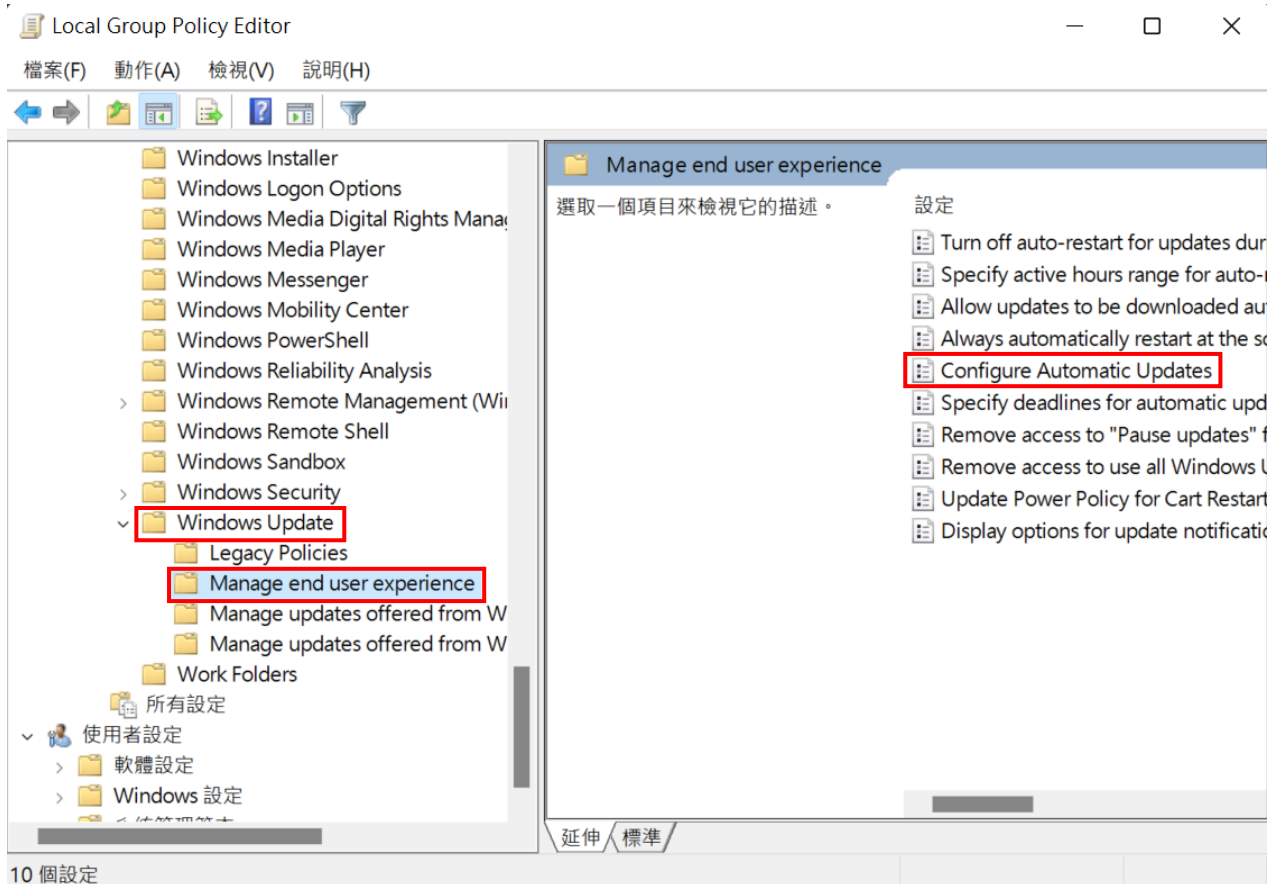 Local Group Policy Editor
檔案(F) 動作(A) 檢視(V) 說明(H)
Windows Installer
Windows Logon Options
Windows Media Digital Rights Mana
Windows Media Player
Windows Messenger
Windows Mobility Center
Windows PowerShell
Windows Reliability Analysis
Windows Remote Management (Wi
Windows Remote Shell
Windows Sandbox
Windows Security
Windows Update
Legacy Policies
Manage end user experience
Manage updates offered from W
Manage updates offered from W
Work Folders
所有設定
使用者設定
軟體設定
Windows 設定
Manage end user experience
選取一個項目來檢視它的描述。
設定
Turn off auto-restart for updates dur
Specify active hours range for auto-
Allow updates to be downloaded au
Always automatically restart at the sc
Configure Automatic Updates
Specify deadlines for automatic upd
Remove access to "Pause updates" f
Remove access to use all Windows
Update Power Policy for Cart Restart
Display options for update notificatio
延伸 標準
10 個設定